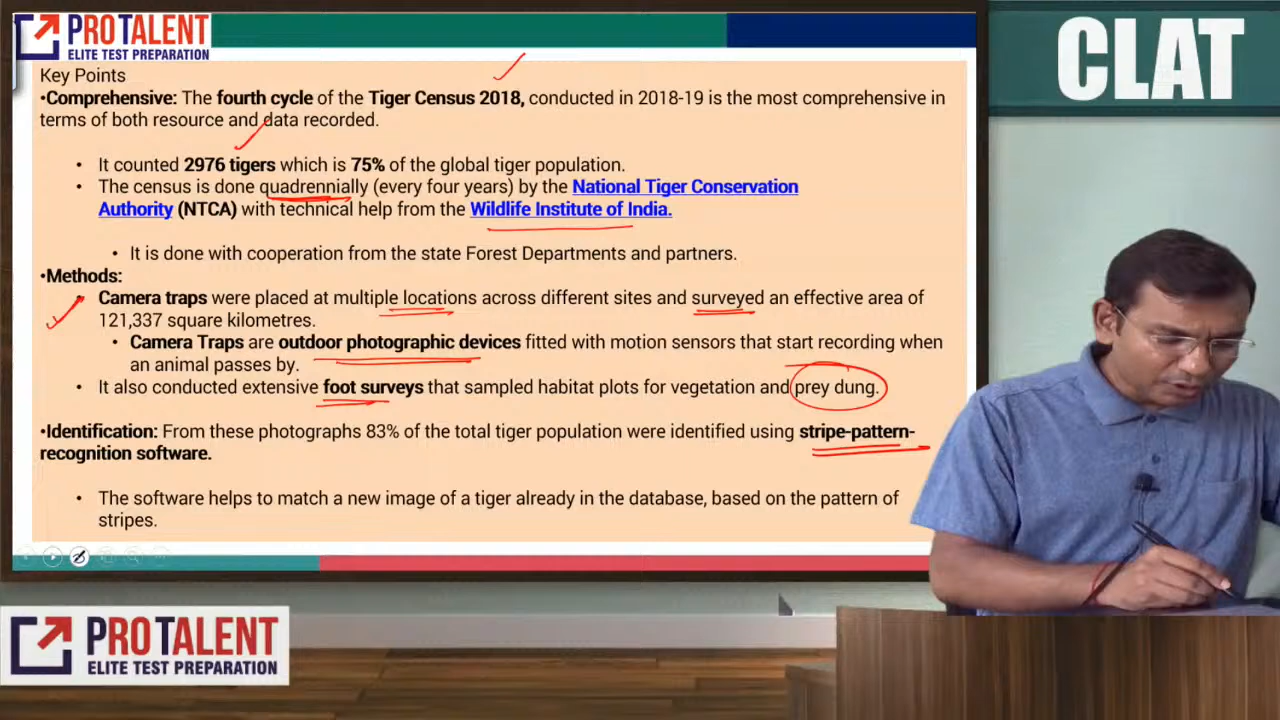 PROTALENT
ELITE TEST PREPARATION
CLAT
Key Points
•Comprehensive: The fourth cycle of the Tiger Census 2018, conducted in 2018-19 is the most comprehensive in
terms of both resource and data recorded.
• It counted 2976 tigers which is 75% of the global tiger population.
• The census is done quadrennially (every four years) by the National Tiger Conservation
Authority (NTCA) with technical help from the Wildlife Institute of India.
• It is done with cooperation from the state Forest Departments and partners.
•Methods:
• Camera traps were placed at multiple locations across different sites and surveyed an effective area of
121,337 square kilometres.
• Camera Traps are outdoor photographic devices fitted with motion sensors that start recording when
an animal passes by.
• It also conducted extensive foot surveys that sampled habitat plots for vegetation and prey dung.
•Identification: From these photographs 83% of the total tiger population were identified using stripe-pattern-
recognition software.
• The software helps to match a new image of a tiger already in the database, based on the pattern of
stripes.
PROTALENT
ELITE TEST PREPARATION